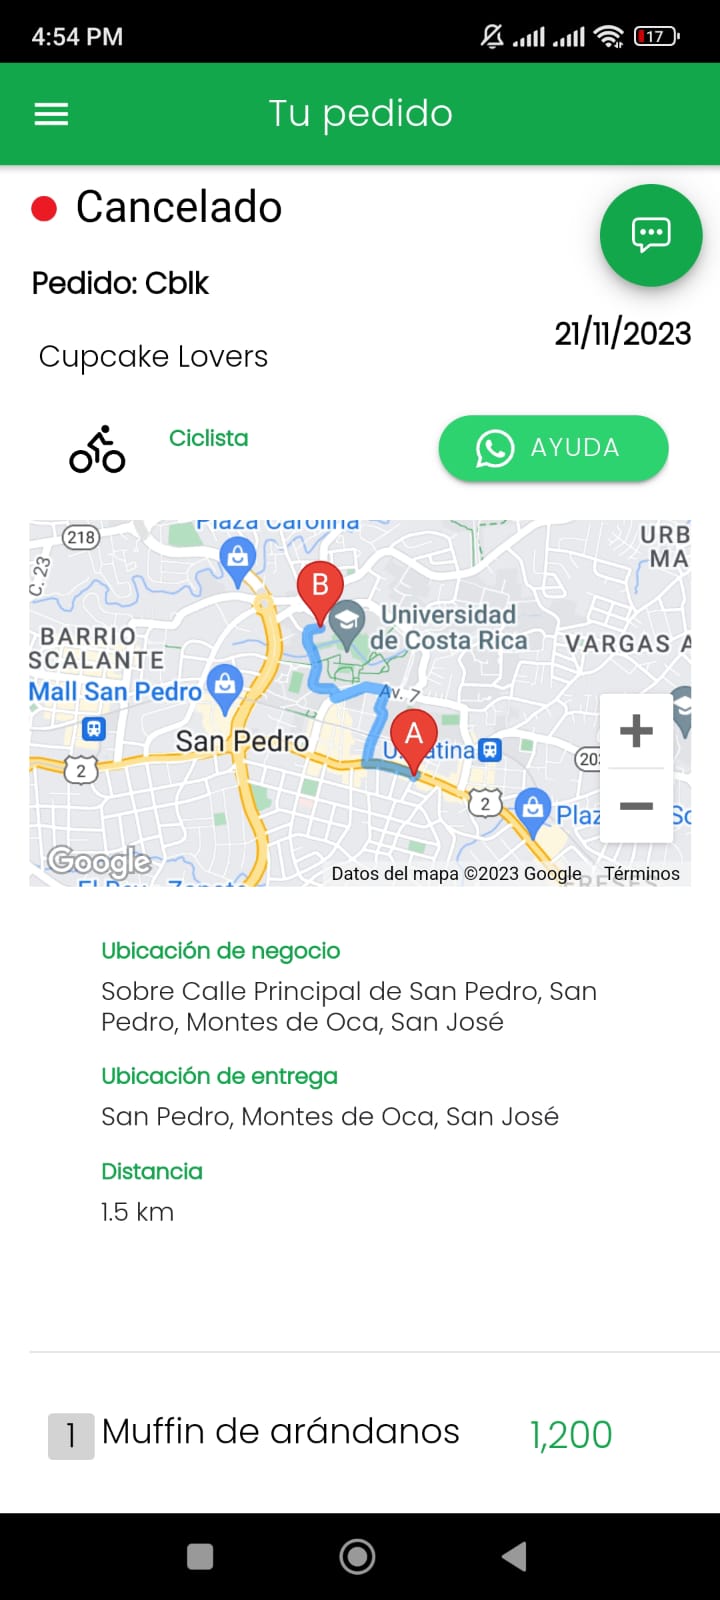 4:54 PM
17
Tu pedido
Cancelado
Pedido: Cblk
21/11/2023
Cupcake Lovers
Ciclista
AYUDA
Plaza Carolina
218
URB
MA
C. 23
B
Universidad
de Costa Rica
BARRIO
SCALANTE
VARGAS A
Mall San Pedro
Av. 7
A
San Pedro
atina
2
2
Plaz
Google
Datos del mapa ©2023 Google
Términos
Ubicación de negocio
Sobre Calle Principal de San Pedro, San
Pedro, Montes de Oca, San José
Ubicación de entrega
San Pedro, Montes de Oca, San José
Distancia
1.5 km
1 Muffin de arándanos 1,200